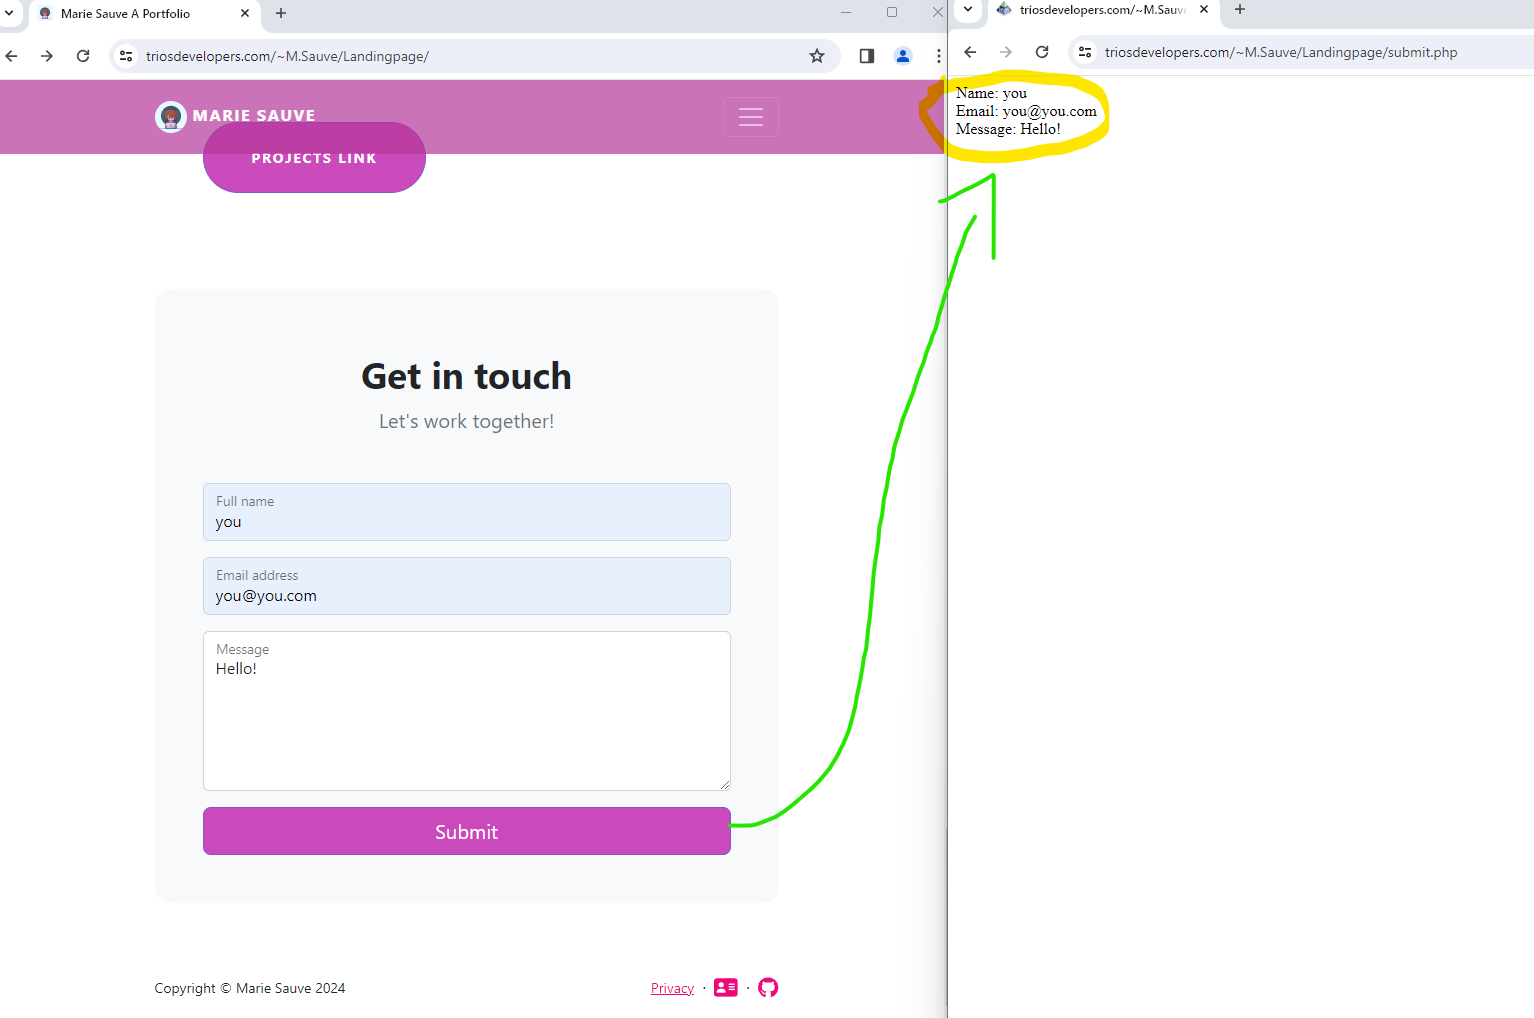 Marie Sauve A Portfolio
triosdevelopers.com/~M.Sauve/Landingpage/
MARIE SAUVE
PROJECTS LINK
Get in touch
Let's work together!
Full name
you
Email address
you@you.com
Message
Hello!
Submit
Copyright © Marie Sauve 2024
Privacy · ·
triosdevelopers.com/~M.Sauve
triosdevelopers.com/~M.Sauve/Landingpage/submit.php
Name: you
Email: you@you.com
Message: Hello!